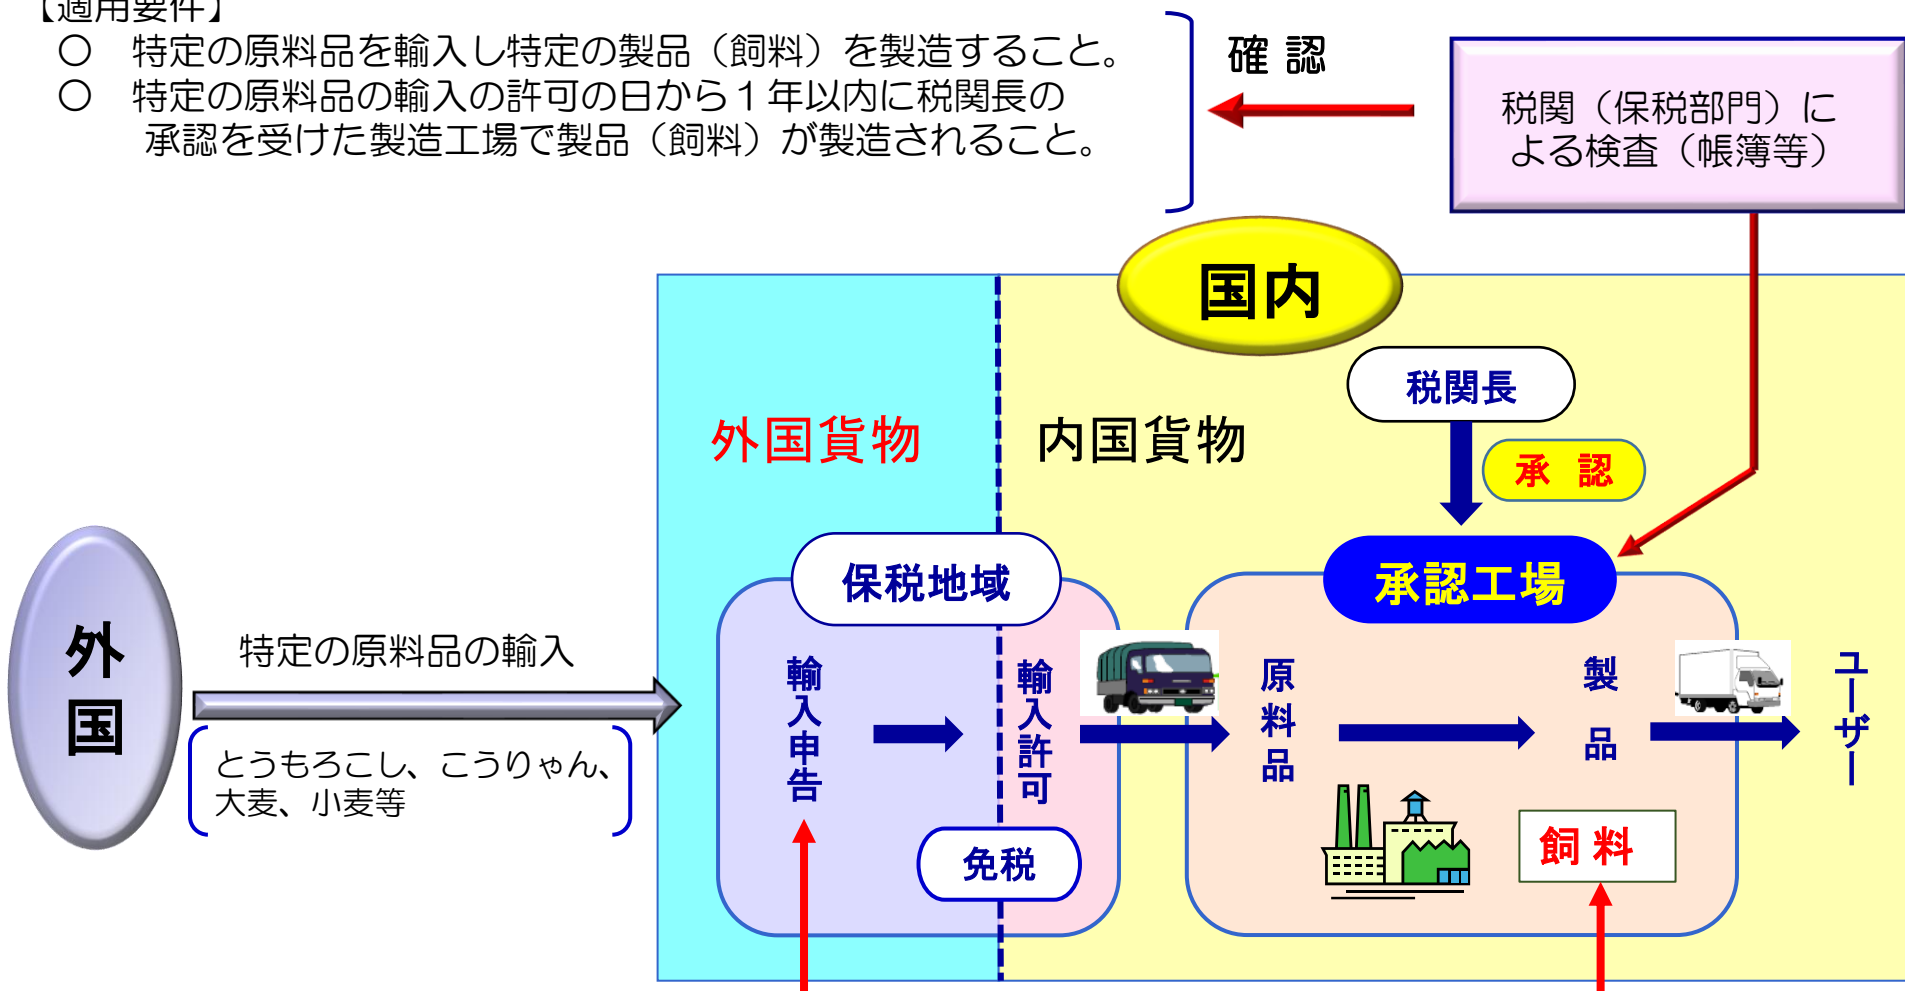 【適用要件】
○　特定の原料品を輸入し特定の製品（飼料）を製造すること。
○　特定の原料品の輸入の許可の日から１年以内に税関長の
承認を受けた製造工場で製品（飼料）が製造されること。
確 認
税関（保税部門）に
よる検査（帳簿等）
国内
税関長
外国貨物
内国貨物
承 認
保税地域
承認工場
外国
特定の原料品の輸入
とうもろこし、こうりゃん、
大麦、小麦等
輸入申告
輸入許可
原料品
製品
ユーザー
免税
飼 料